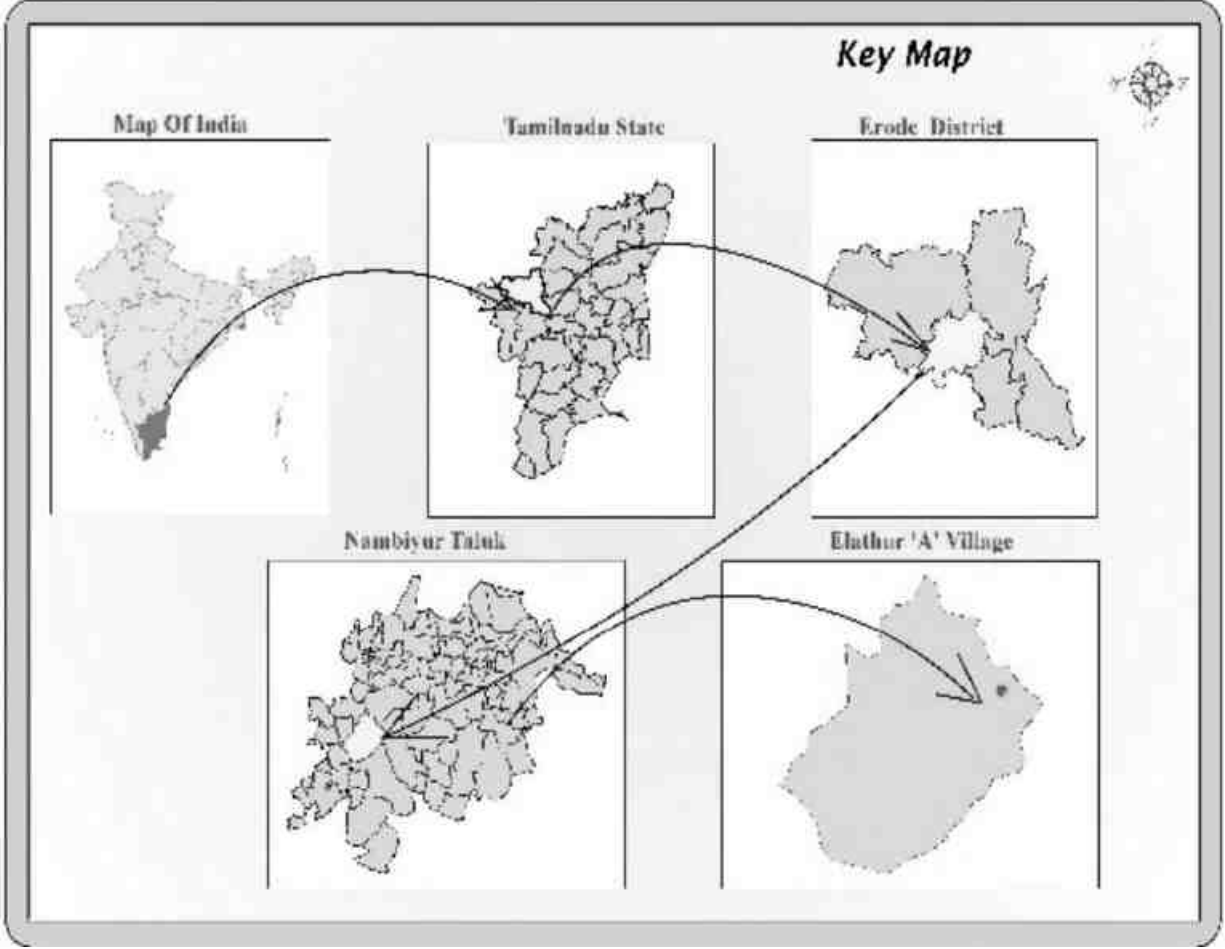 Key Map
Map Of India
Tamilnadu State
Erode District
Nambiyur Taluk
Elathur 'A' Village